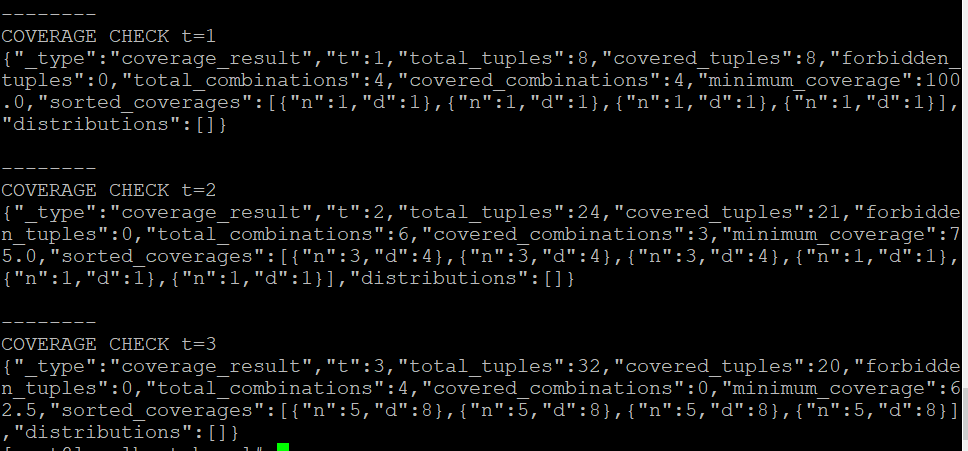 --------
COVERAGE CHECK t=1
{"_type":"coverage_result","t":1,"total_tuples":8,"covered_tuples":8,"forbidden_
tuples":0,"total_combinations":4,"covered_combinations":4,"minimum_coverage":100
.0,"sorted_coverages":[{"n":1,"d":1},{"n":1,"d":1},{"n":1,"d":1},{"n":1,"d":1}],
"distributions":[]}
--------
COVERAGE CHECK t=2
{"_type":"coverage_result","t":2,"total_tuples":24,"covered_tuples":21,"forbidde
n_tuples":0,"total_combinations":6,"covered_combinations":3,"minimum_coverage":7
5.0,"sorted_coverages":[{"n":3,"d":4},{"n":3,"d":4},{"n":3,"d":4},{"n":1,"d":1},
{"n":1,"d":1},{"n":1,"d":1}],"distributions":[]}
--------
COVERAGE CHECK t=3
{"_type":"coverage_result","t":3,"total_tuples":32,"covered_tuples":20,"forbidde
n_tuples":0,"total_combinations":4,"covered_combinations":0,"minimum_coverage":6
2.5,"sorted_coverages":[{"n":5,"d":8},{"n":5,"d":8},{"n":5,"d":8},{"n":5,"d":8}]
,"distributions":[]}